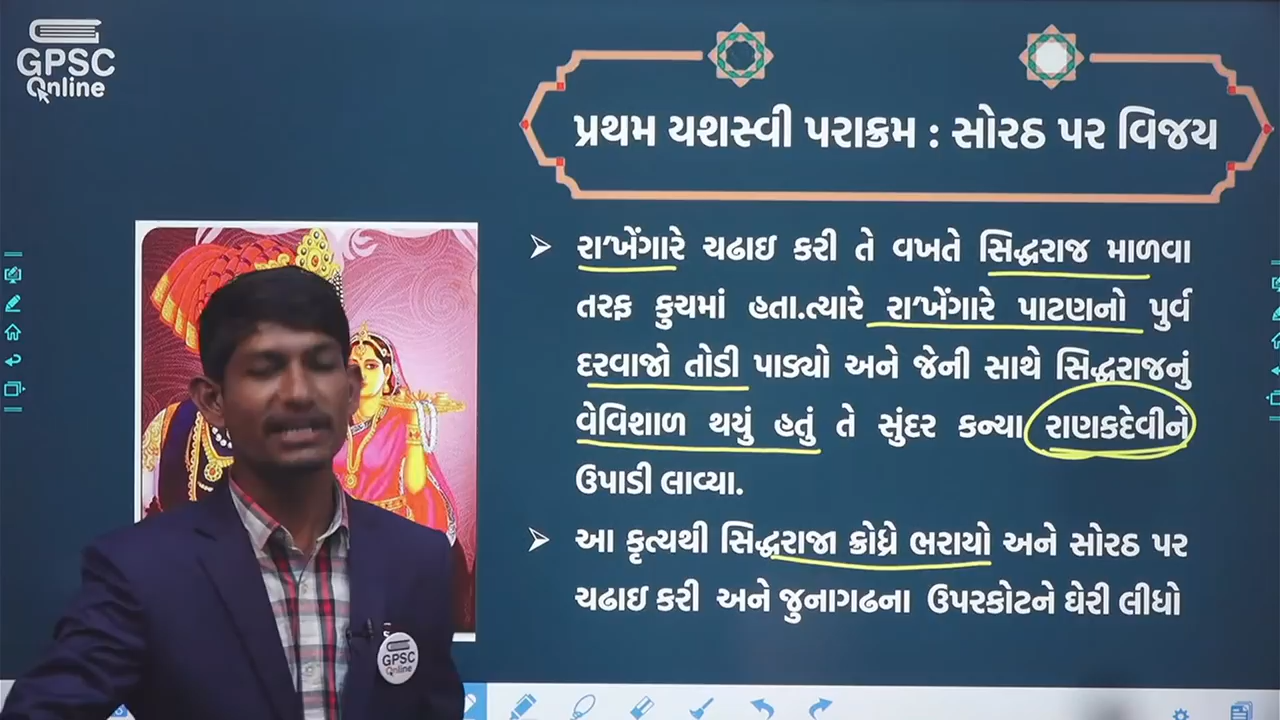 GPSC
Online
પ્રથમ યશસ્વી પરાક્રમ : સોરઠ પર વિજય
રા'ખેંગારે ચઢાઇ કરી તે વખતે સિદ્ધરાજ માળવા
તરફ કુચમાં હતા.ત્યારે રા'ખેંગારે પાટણનો પુર્વ
દરવાજો તોડી પાડ્યો અને જેની સાથે સિદ્ધરાજનું
વેવિશાળ થયું હતું તે સુંદર કન્યા રાણકદેવીને
ઉપાડી લાવ્યા.
આ કૃત્યથી સિદ્ધરાજા ક્રોધ્રે ભરાયો અને સોરઠ પર
ચઢાઇ કરી અને જુનાગઢના ઉપરકોટને ઘેરી લીધો
GPSC
Online